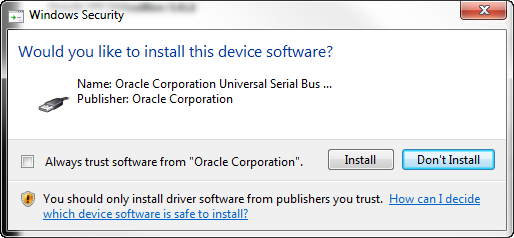 Windows Security
Would you like to install this device software?
Name: Oracle Corporation Universal Serial Bus ...
Publisher: Oracle Corporation
Always trust software from "Oracle Corporation".
Install
Don't Install
You should only install driver software from publishers you trust. How can I decide
which device software is safe to install?